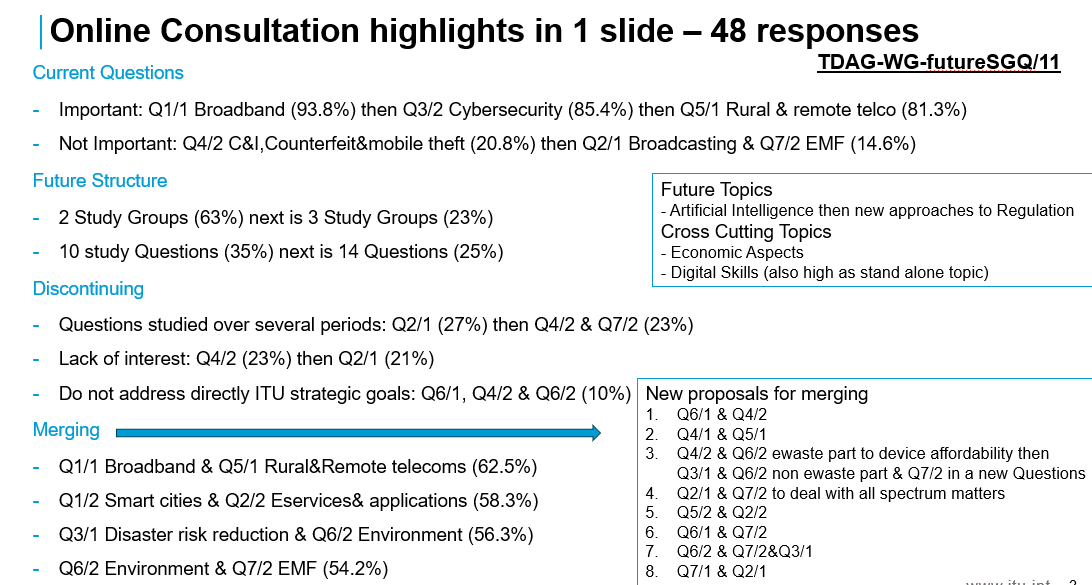 Online Consultation highlights in 1 slide – 48 responses
TDAG-WG-futureSGQ/11
Current Questions
- Important: Q1/1 Broadband (93.8%) then Q3/2 Cybersecurity (85.4%) then Q5/1 Rural & remote telco (81.3%)
- Not Important: Q4/2 C&I,Counterfeit&mobile theft (20.8%) then Q2/1 Broadcasting & Q7/2 EMF (14.6%)
Future Structure
- 2 Study Groups (63%) next is 3 Study Groups (23%)
- 10 study Questions (35%) next is 14 Questions (25%)
Future Topics
- Artificial Intelligence then new approaches to Regulation
Cross Cutting Topics
- Economic Aspects
- Digital Skills (also high as stand alone topic)
Discontinuing
- Questions studied over several periods: Q2/1 (27%) then Q4/2 & Q7/2 (23%)
- Lack of interest: Q4/2 (23%) then Q2/1 (21%)
- Do not address directly ITU strategic goals: Q6/1, Q4/2 & Q6/2 (10%)
Merging
- Q1/1 Broadband & Q5/1 Rural&Remote telecoms (62.5%)
- Q1/2 Smart cities & Q2/2 Eservices& applications (58.3%)
- Q3/1 Disaster risk reduction & Q6/2 Environment (56.3%)
- Q6/2 Environment & Q7/2 EMF (54.2%)
New proposals for merging
1. Q6/1 & Q4/2
2. Q4/1 & Q5/1
3. Q4/2 & Q6/2 ewaste part to device affordability then
Q3/1 & Q6/2 non ewaste part & Q7/2 in a new Questions
4. Q2/1 & Q7/2 to deal with all spectrum matters
5. Q5/2 & Q2/2
6. Q6/1 & Q7/2
7. Q6/2 & Q7/2&Q3/1
8. Q7/1 & Q2/1